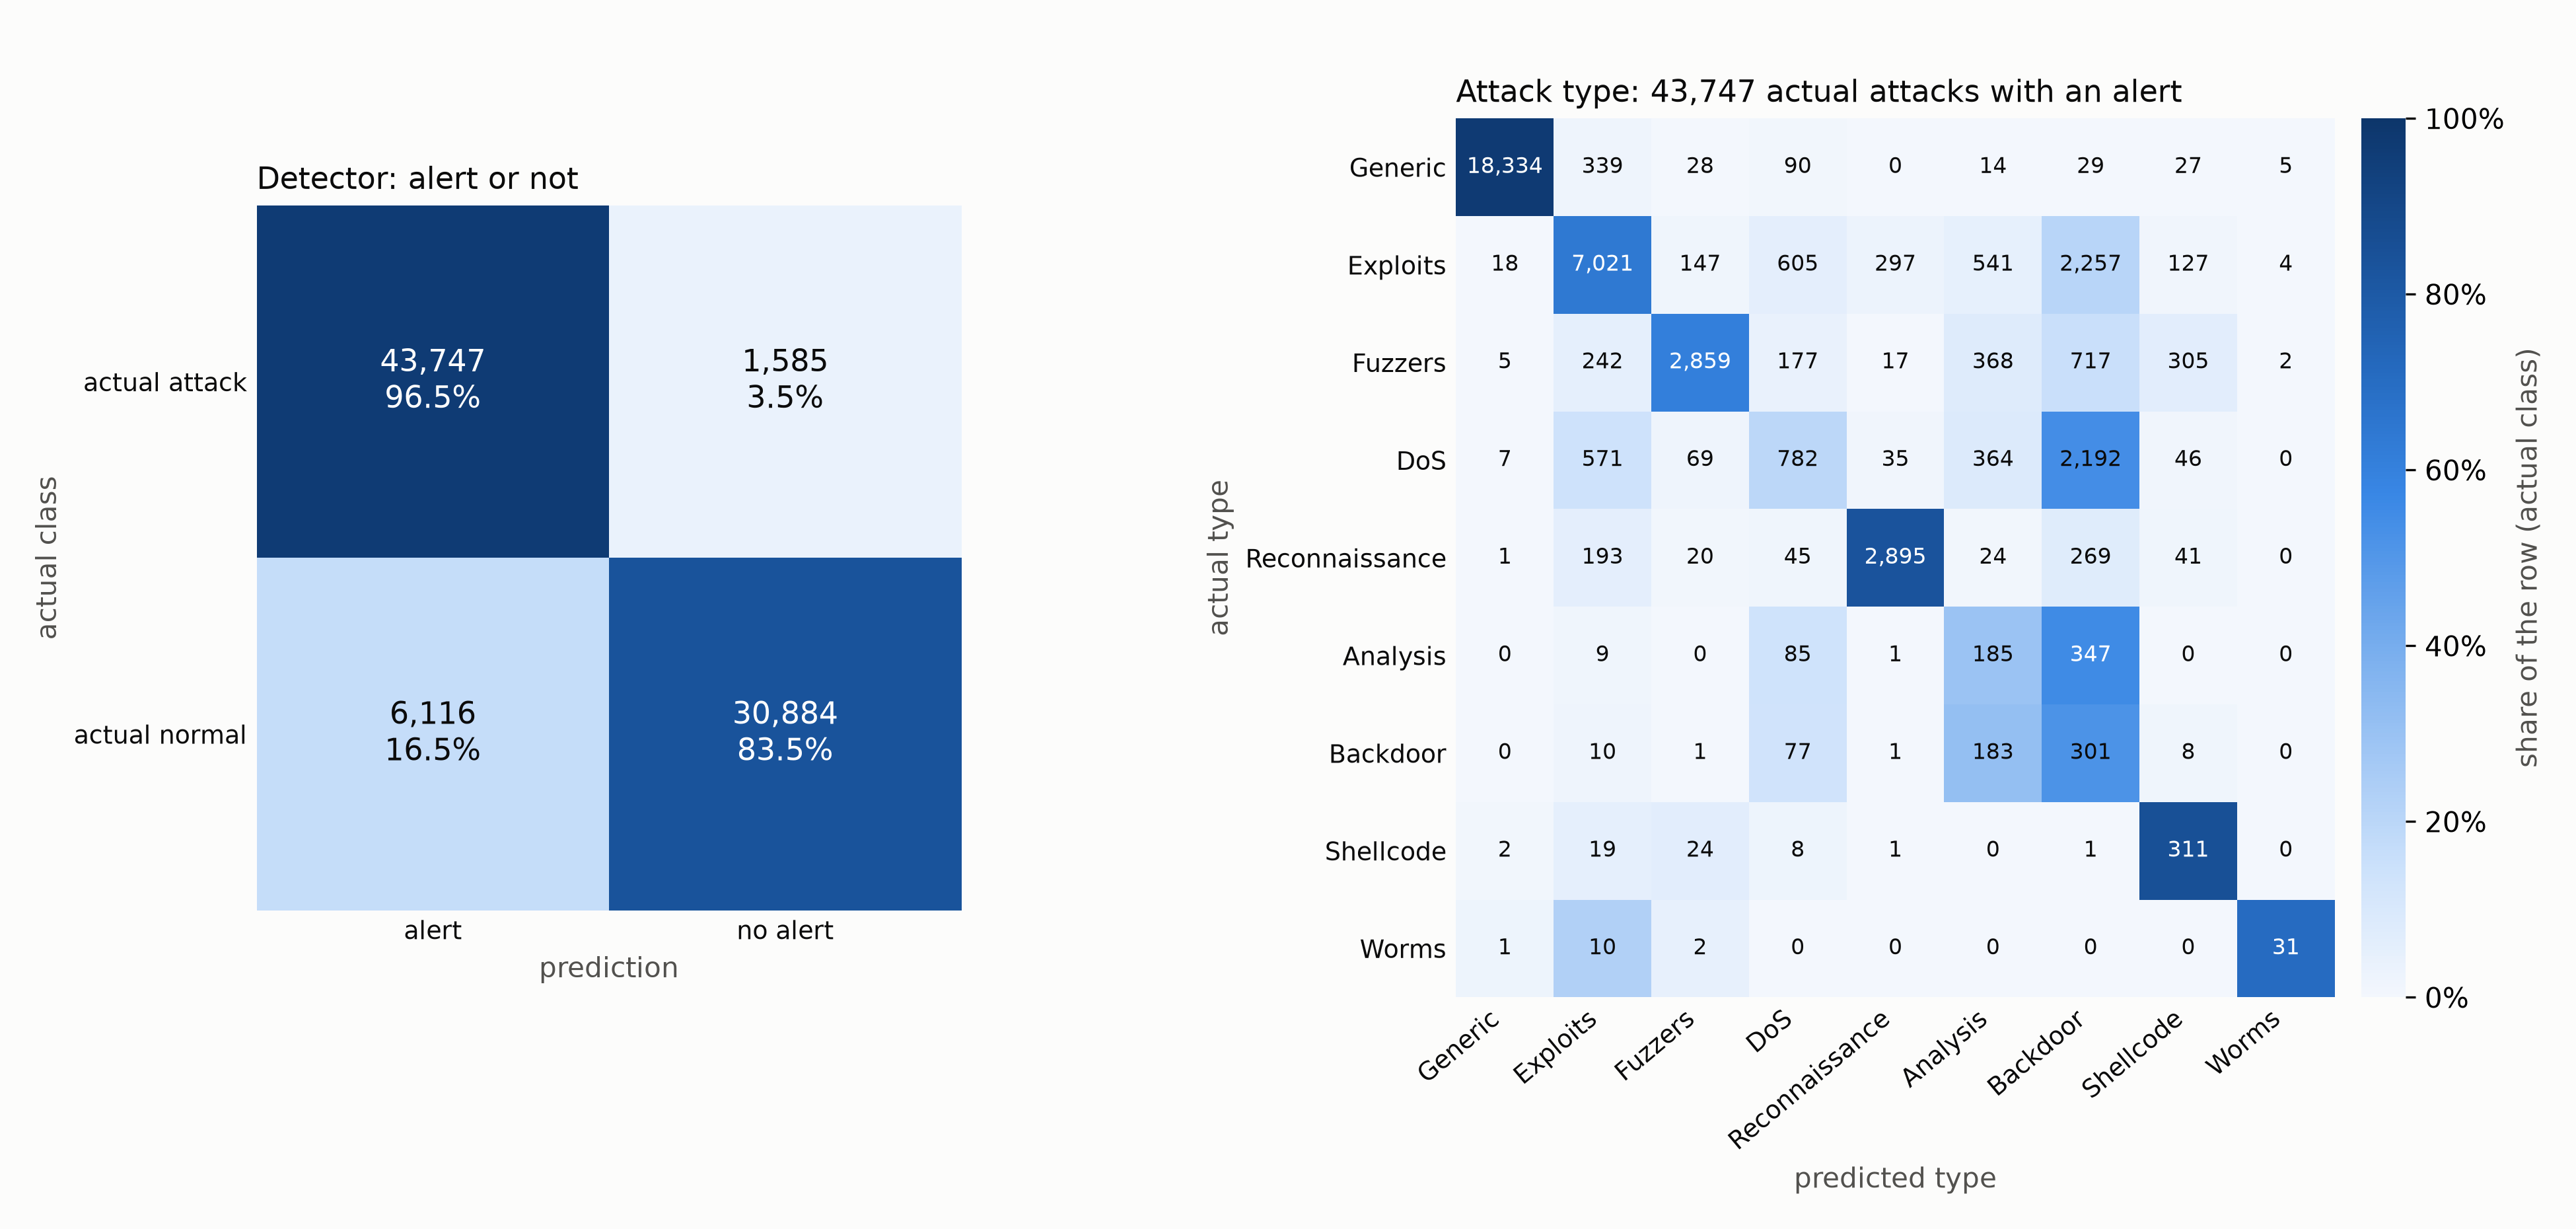 Detector: alert or not
actual class
actual attack
43,747
96.5%
1,585
3.5%
actual normal
6,116
16.5%
30,884
83.5%
alert no alert
prediction
Attack type: 43,747 actual attacks with an alert
actual type
Generic 18,334 339 28 90 0 14 29 27 5
Exploits 18 7,021 147 605 297 541 2,257 127 4
Fuzzers 5 242 2,859 177 17 368 717 305 2
DoS 7 571 69 782 35 364 2,192 46 0
Reconnaissance 1 193 20 45 2,895 24 269 41 0
Analysis 0 9 0 85 1 185 347 0 0
Backdoor 0 10 1 77 1 183 301 8 0
Shellcode 2 19 24 8 1 0 1 311 0
Worms 1 10 2 0 0 0 0 0 31
Generic Exploits Fuzzers DoS Reconnaissance Analysis Backdoor Shellcode Worms
predicted type
100%
80%
60%
40%
20%
0%
share of the row (actual class)